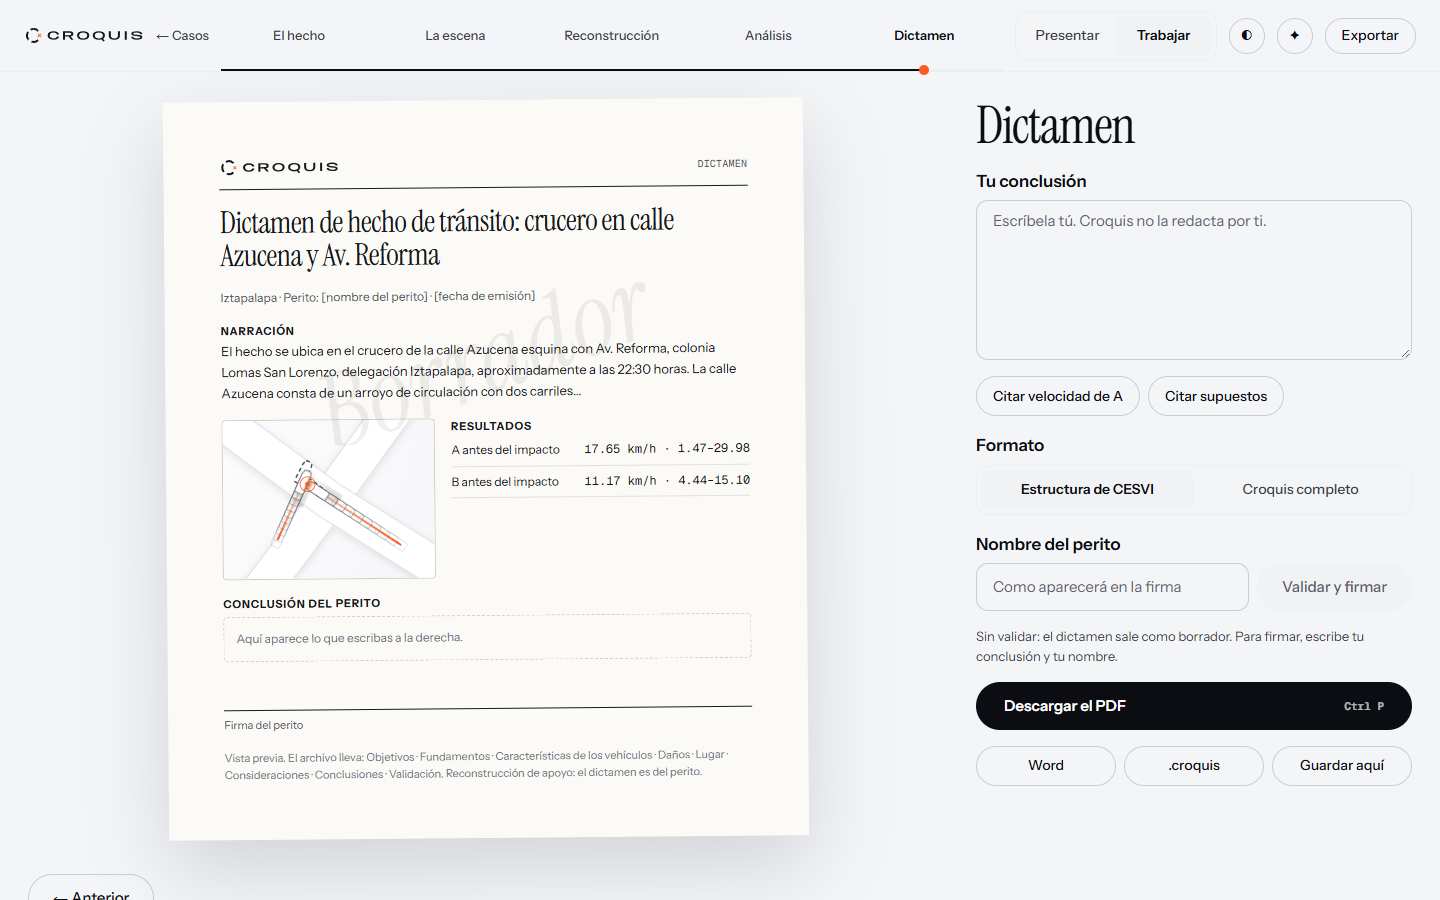 CROQUIS
← Casos
El hecho
La escena
Reconstrucción
Análisis
Dictamen
Presentar
Trabajar
Exportar
CROQUIS
DICTAMEN
Dictamen de hecho de tránsito: crucero en calle
Azucena y Av. Reforma
Iztapalapa · Perito: [nombre del perito] · [fecha de emisión]
Borrador
NARRACIÓN
El hecho se ubica en el crucero de la calle Azucena esquina con Av. Reforma, colonia
Lomas San Lorenzo, delegación Iztapalapa, aproximadamente a las 22:30 horas. La calle
Azucena consta de un arroyo de circulación con dos carriles...
RESULTADOS
A antes del impacto 17.65 km/h · 1.47–29.98
B antes del impacto 11.17 km/h · 4.44–15.10
CONCLUSIÓN DEL PERITO
Aquí aparece lo que escribas a la derecha.
Firma del perito
Vista previa. El archivo lleva: Objetivos · Fundamentos · Características de los vehículos · Daños · Lugar ·
Consideraciones · Conclusiones · Validación. Reconstrucción de apoyo: el dictamen es del perito.
← Anterior
Dictamen
Tu conclusión
Escríbela tú. Croquis no la redacta por ti.
Citar velocidad de A
Citar supuestos
Formato
Estructura de CESVI
Croquis completo
Nombre del perito
Como aparecerá en la firma
Validar y firmar
Sin validar: el dictamen sale como borrador. Para firmar, escribe tu
conclusión y tu nombre.
Descargar el PDF
Ctrl P
Word
.croquis
Guardar aquí